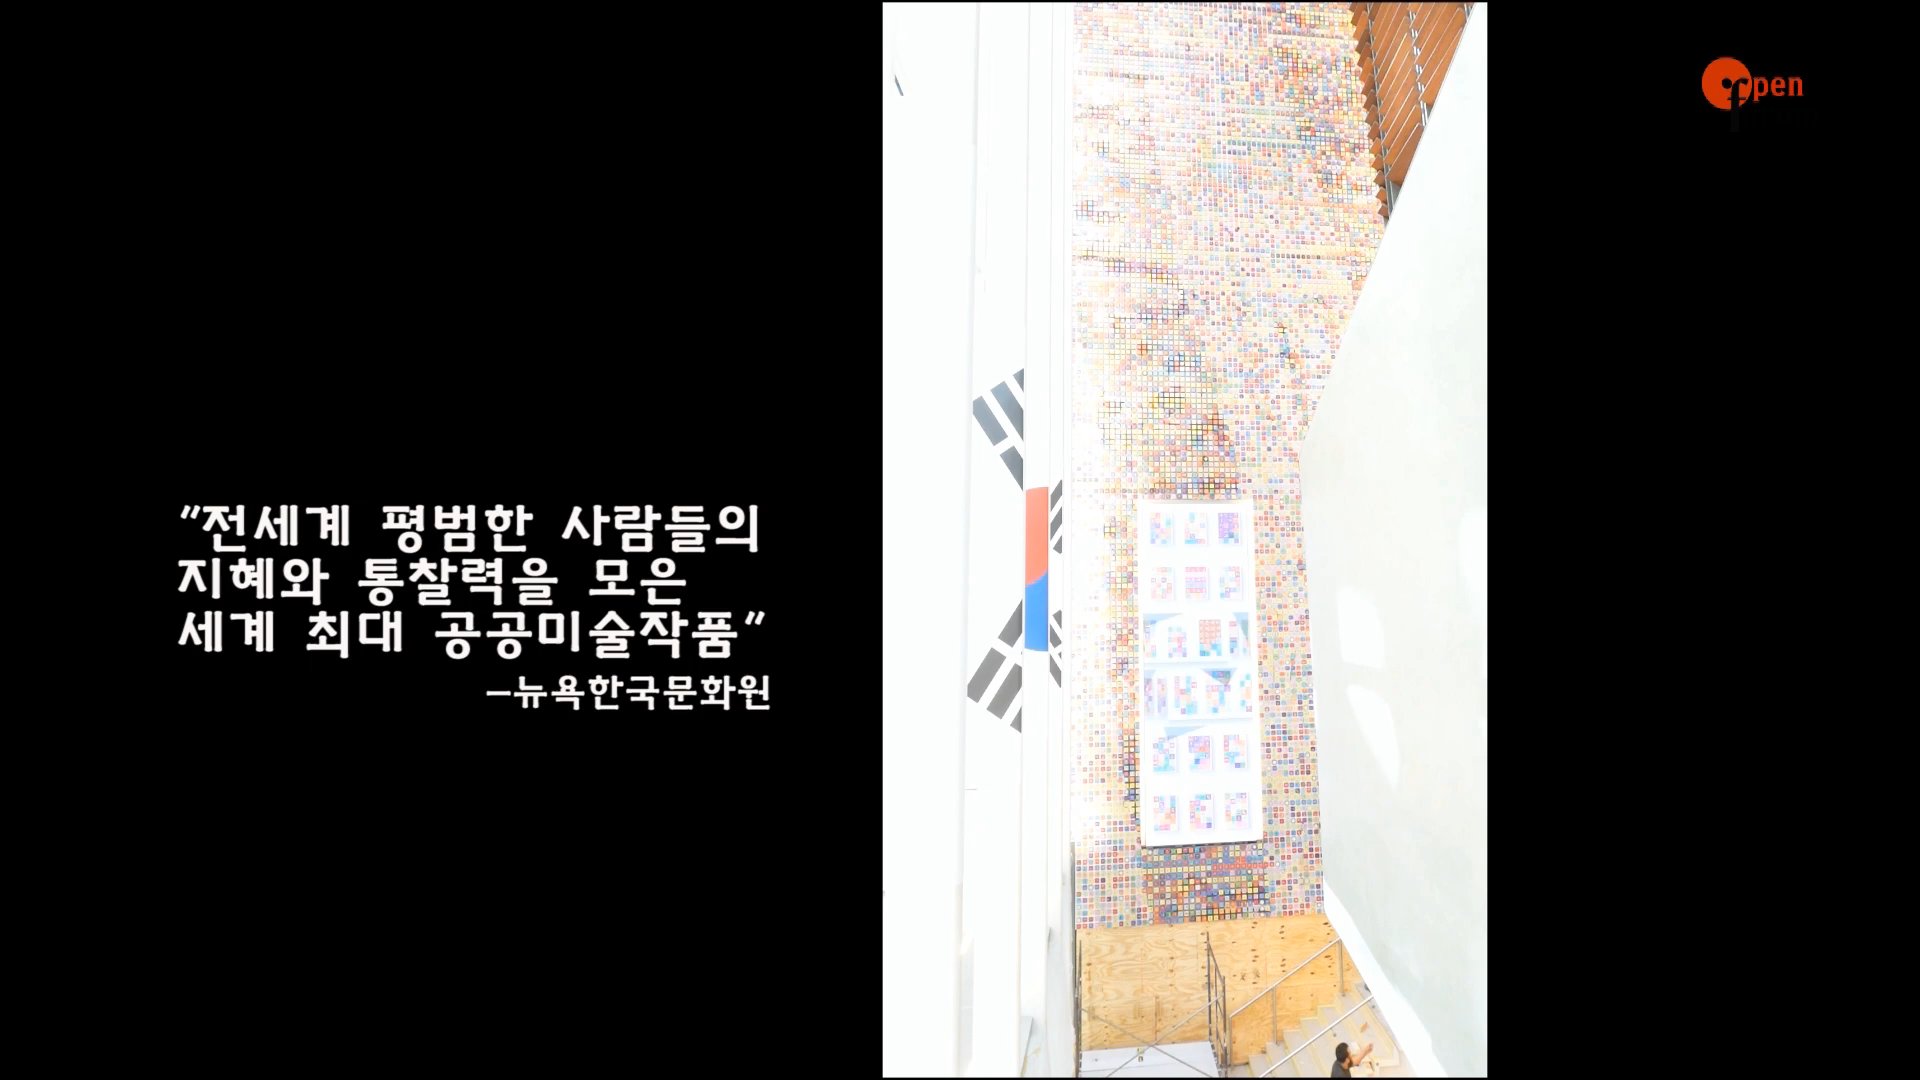 "전세계 평범한 사람들의
지혜와 통찰력을 모은
세계 최대 공공미술작품"
–뉴욕한국문화원
open